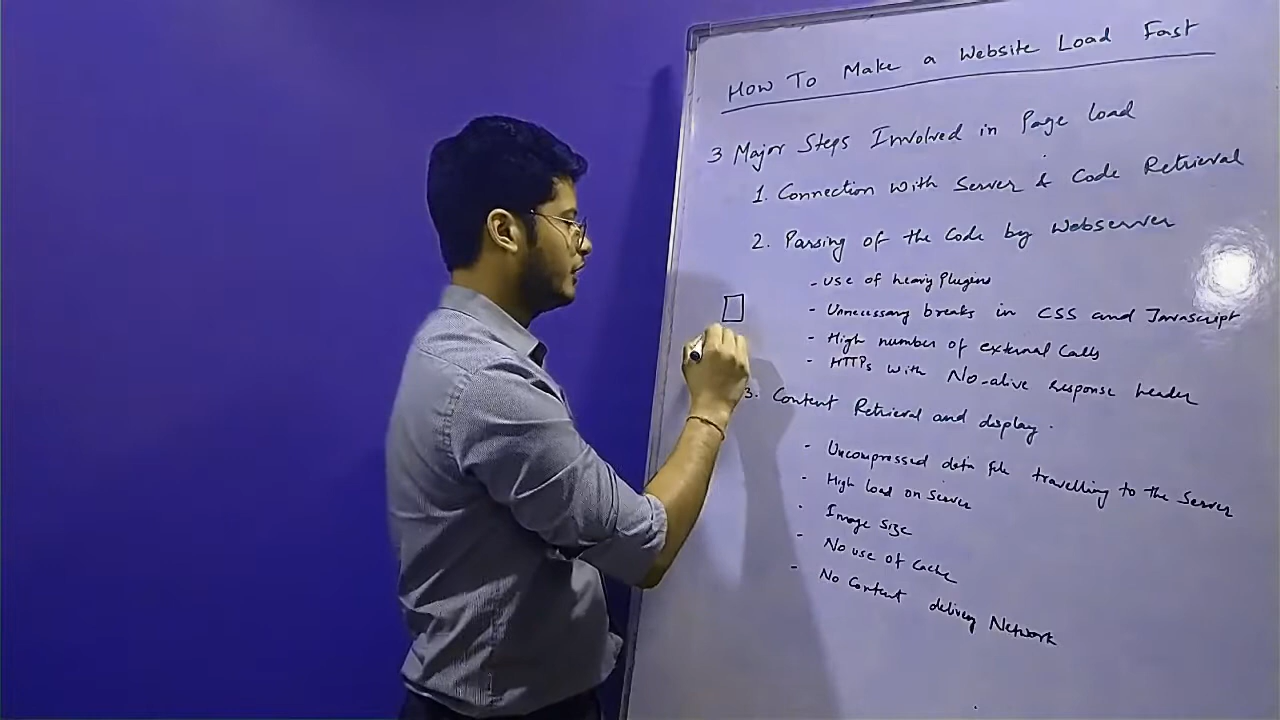 How To Make a Website Load Fast
3 Major Steps Involved in Page load
1. Connection with Server & Code Retrieval
2. Parsing of the Code by Webserver
- Use of heavy Plugins
- Unnecessary breaks in CSS and Javascript
- High number of external Calls
- HTTPs with No-alive response header
3. Content Retrieval and display.
- Uncompressed data file travelling to the Server
- High load on Server
- Image Size
- No use of Cache
- No Content delivery Network